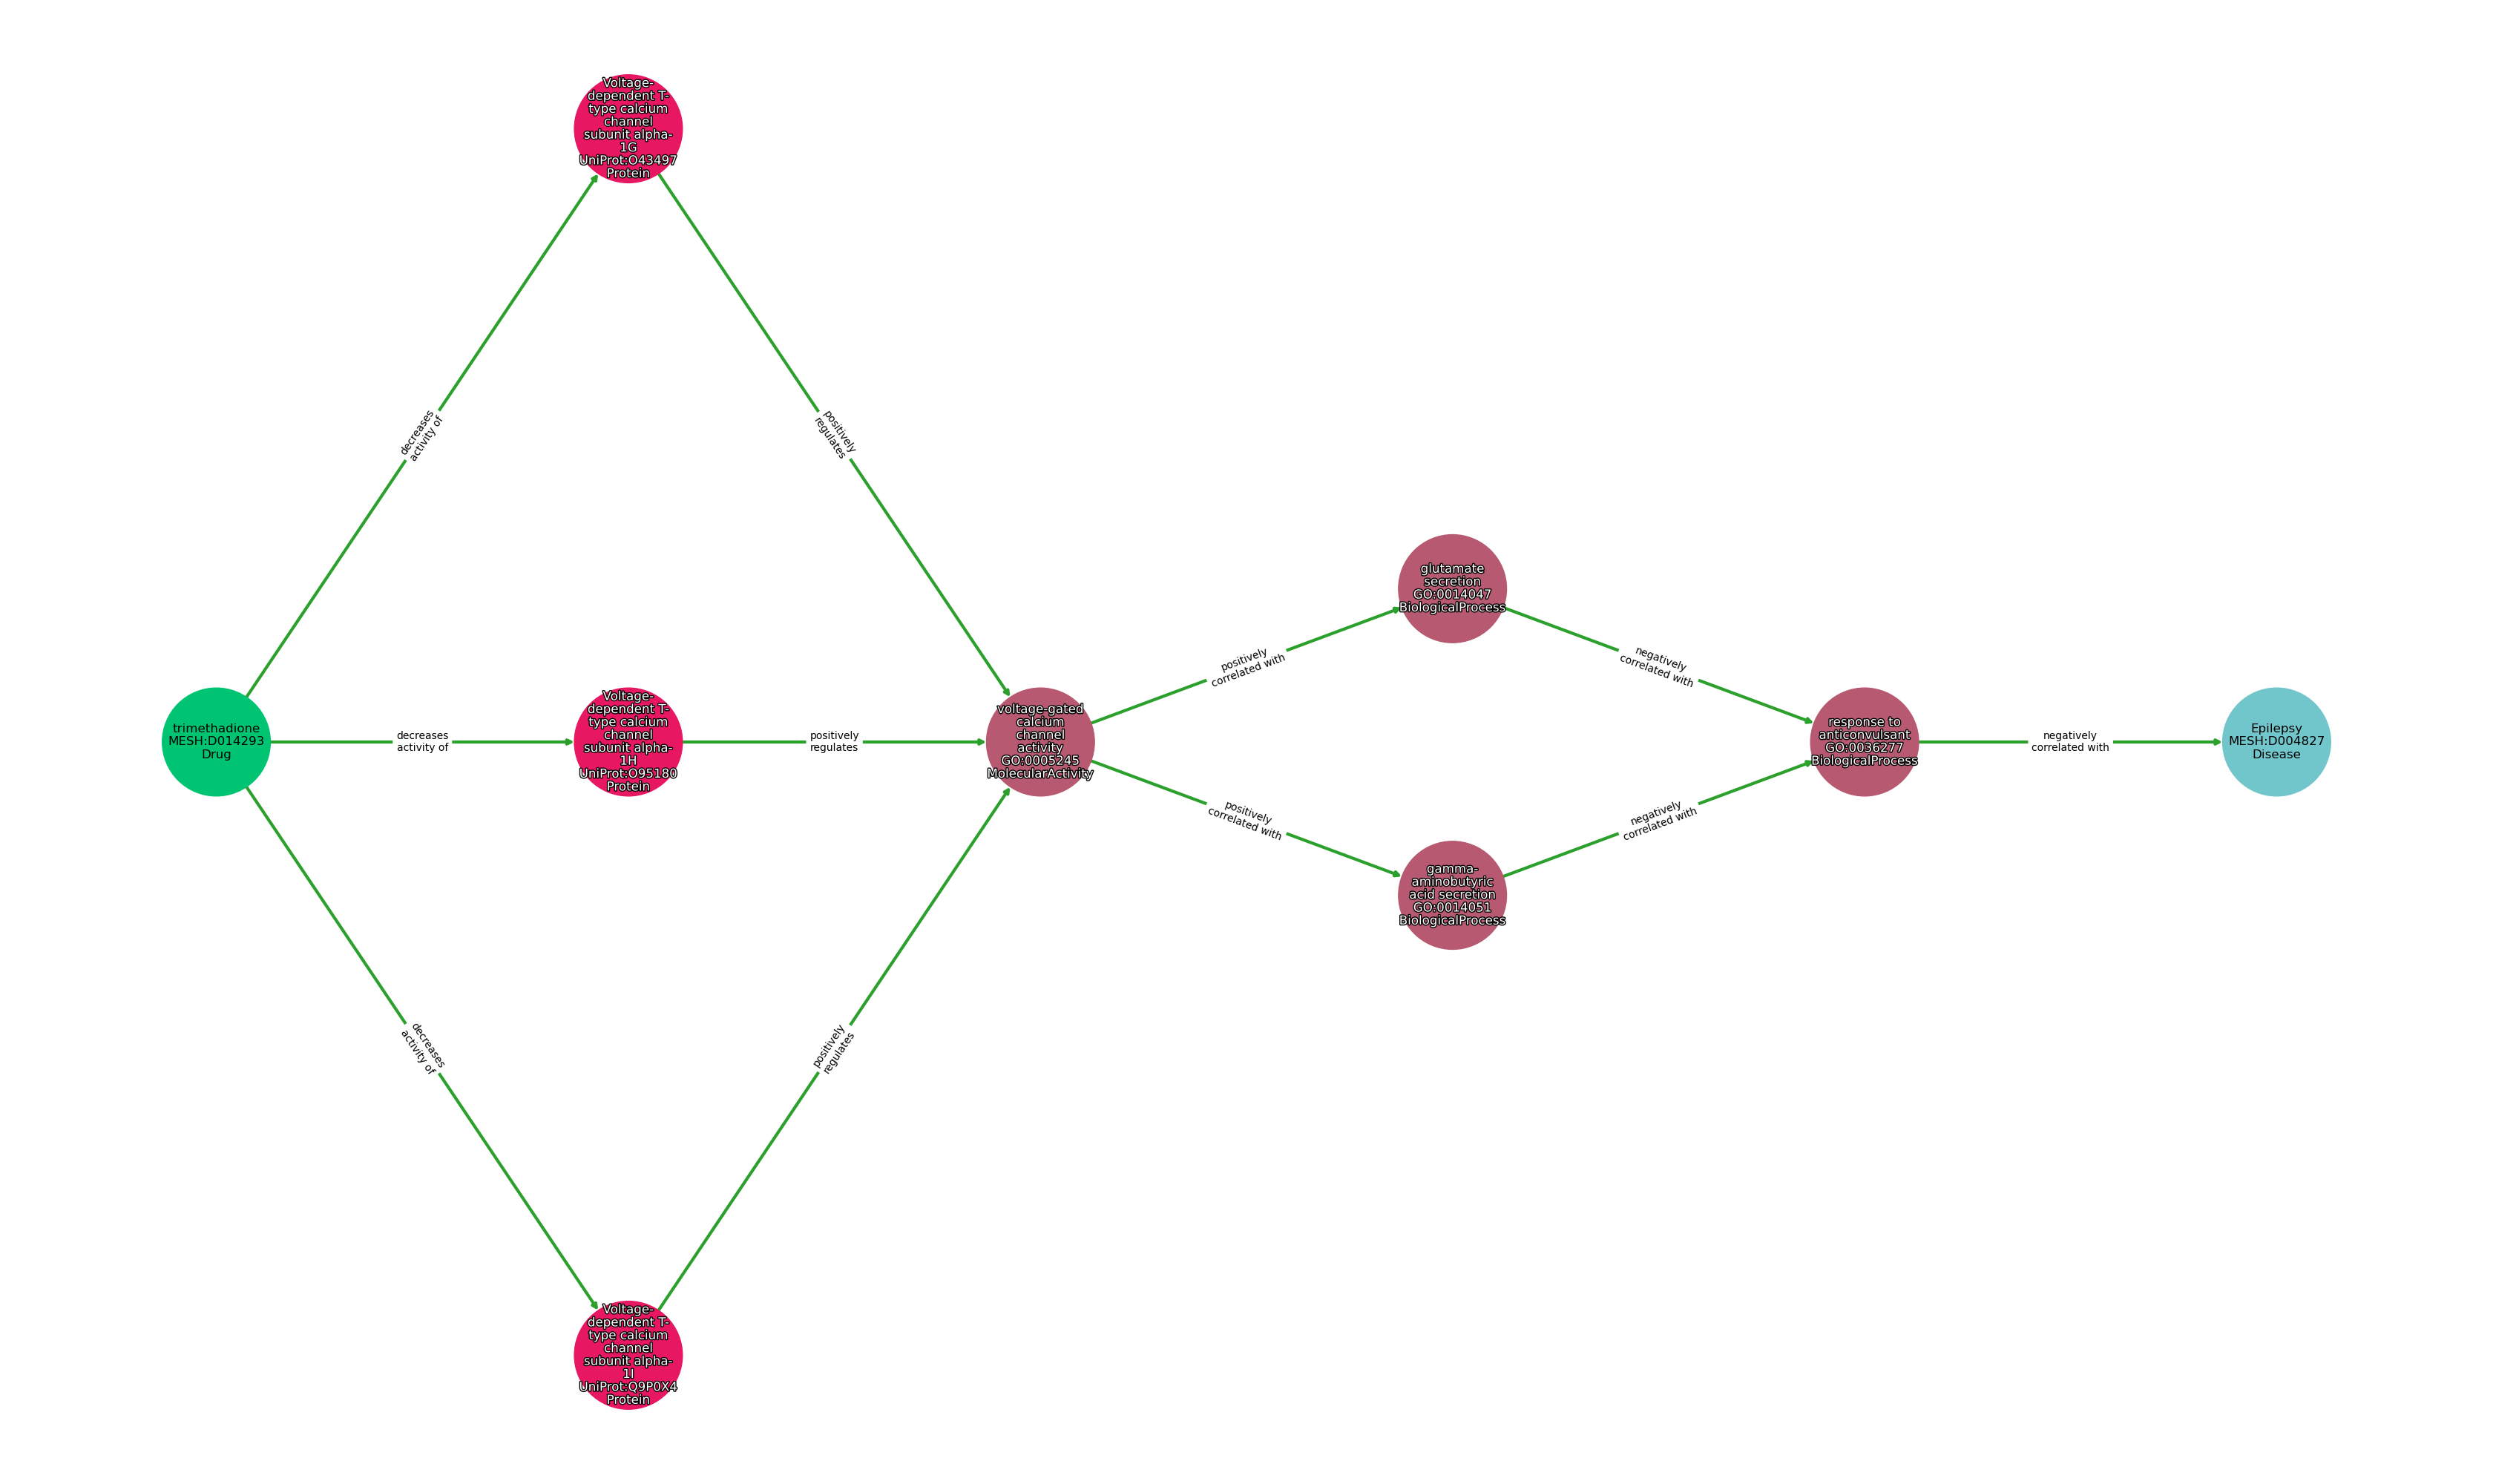 Voltage-
dependent T-
type calcium
channel
subunit alpha-
1G
UniProt:O43497
Protein
decreases
activity of
positively
regulates
trimethadione
MESH:D014293
Drug
decreases
activity of
Voltage-
dependent T-
type calcium
channel
subunit alpha-
1H
UniProt:O95180
Protein
positively
regulates
voltage-gated
calcium
channel
activity
GO:0005245
MolecularActivity
positively
correlated with
glutamate
secretion
GO:0014047
BiologicalProcess
negatively
correlated with
positively
correlated with
gamma-
aminobutyric
acid secretion
GO:0014051
BiologicalProcess
negatively
correlated with
response to
anticonvulsant
GO:0036277
BiologicalProcess
negatively
correlated with
Epilepsy
MESH:D004827
Disease
decreases
activity of
positively
regulates
Voltage-
dependent T-
type calcium
channel
subunit alpha-
1I
UniProt:Q9P0X4
Protein